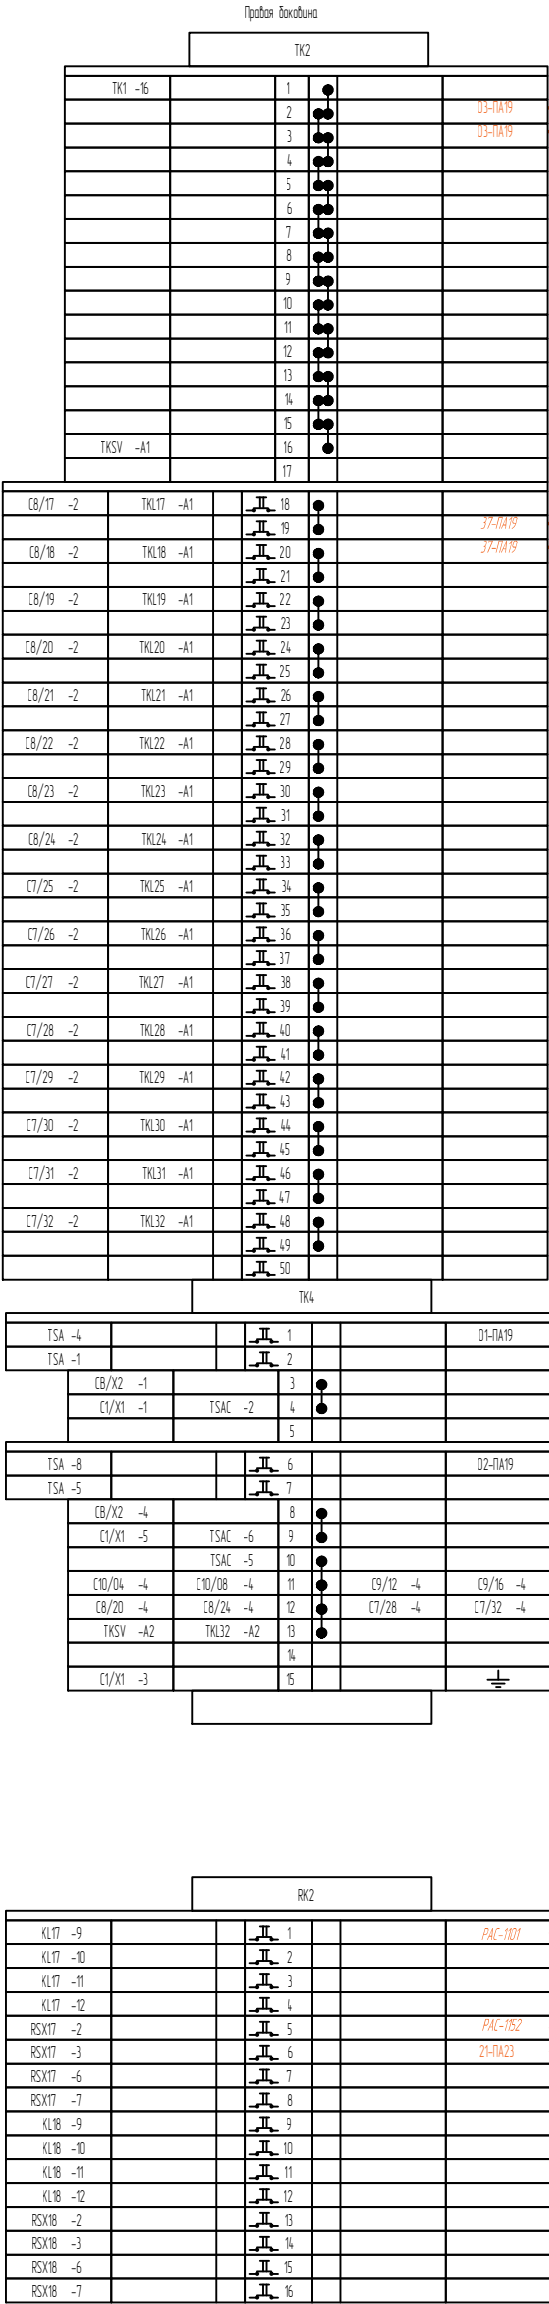 Правая боковина
TK2
TK1 -16 1
2 D3-ПА19
3 D3-ПА19
4
5
6
7
8
9
10
11
12
13
14
15
TKSV -A1 16
17
C8/17 -2 TKL17 -A1 18
19 37-ПА19
C8/18 -2 TKL18 -A1 20 37-ПА19
21
C8/19 -2 TKL19 -A1 22
23
C8/20 -2 TKL20 -A1 24
25
C8/21 -2 TKL21 -A1 26
27
C8/22 -2 TKL22 -A1 28
29
C8/23 -2 TKL23 -A1 30
31
C8/24 -2 TKL24 -A1 32
33
C7/25 -2 TKL25 -A1 34
35
C7/26 -2 TKL26 -A1 36
37
C7/27 -2 TKL27 -A1 38
39
C7/28 -2 TKL28 -A1 40
41
C7/29 -2 TKL29 -A1 42
43
C7/30 -2 TKL30 -A1 44
45
C7/31 -2 TKL31 -A1 46
47
C7/32 -2 TKL32 -A1 48
49
50
TK4
TSA -4 1 D1-ПА19
TSA -1 2
CB/X2 -1 3
C1/X1 -1 TSAC -2 4
5
TSA -8 6 D2-ПА19
TSA -5 7
CB/X2 -4 8
C1/X1 -5 TSAC -6 9
TSAC -5 10
C10/04 -4 C10/08 -4 11 C9/12 -4 C9/16 -4
C8/20 -4 C8/24 -4 12 C7/28 -4 C7/32 -4
TKSV -A2 TKL32 -A2 13
14
C1/X1 -3 15
RK2
KL17 -9 1 РАС-1101
KL17 -10 2
KL17 -11 3
KL17 -12 4
RSX17 -2 5 РАС-1152
RSX17 -3 6 21-ПА23
RSX17 -6 7
RSX17 -7 8
KL18 -9 9
KL18 -10 10
KL18 -11 11
KL18 -12 12
RSX18 -2 13
RSX18 -3 14
RSX18 -6 15
RSX18 -7 16